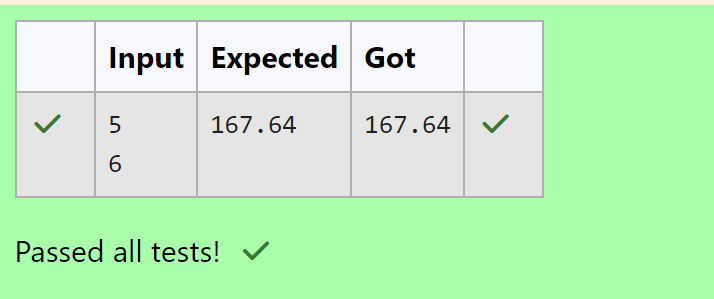 Input Expected Got
5 167.64 167.64
6
Passed all tests!